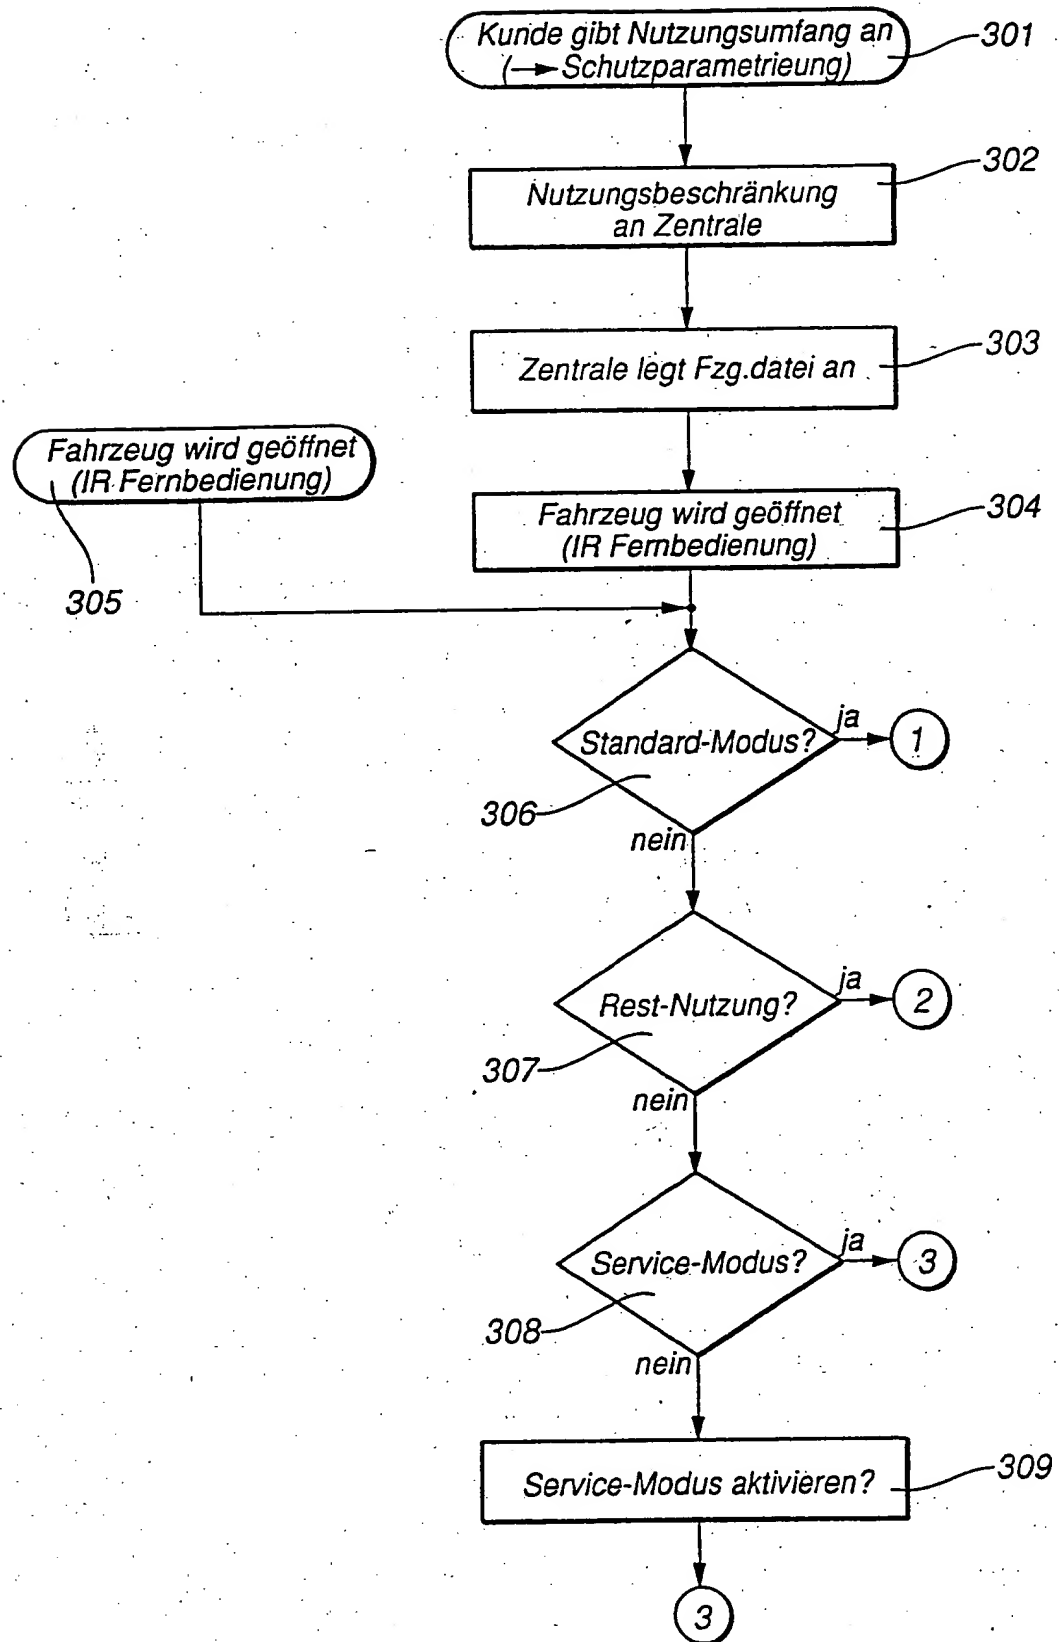 Kunde gibt Nutzungsumfang an
(→ Schutzparametrieung)
301
302
Nutzungsbeschränkung
an Zentrale
303
Zentrale legt Fzg.datei an
Fahrzeug wird geöffnet
(IR Fernbedienung)
305
304
Fahrzeug wird geöffnet
(IR Fernbedienung)
Standard-Modus?
ja
1
306
nein
Rest-Nutzung?
ja
2
307
nein
Service-Modus?
ja
3
308
nein
Service-Modus aktivieren?
309
3